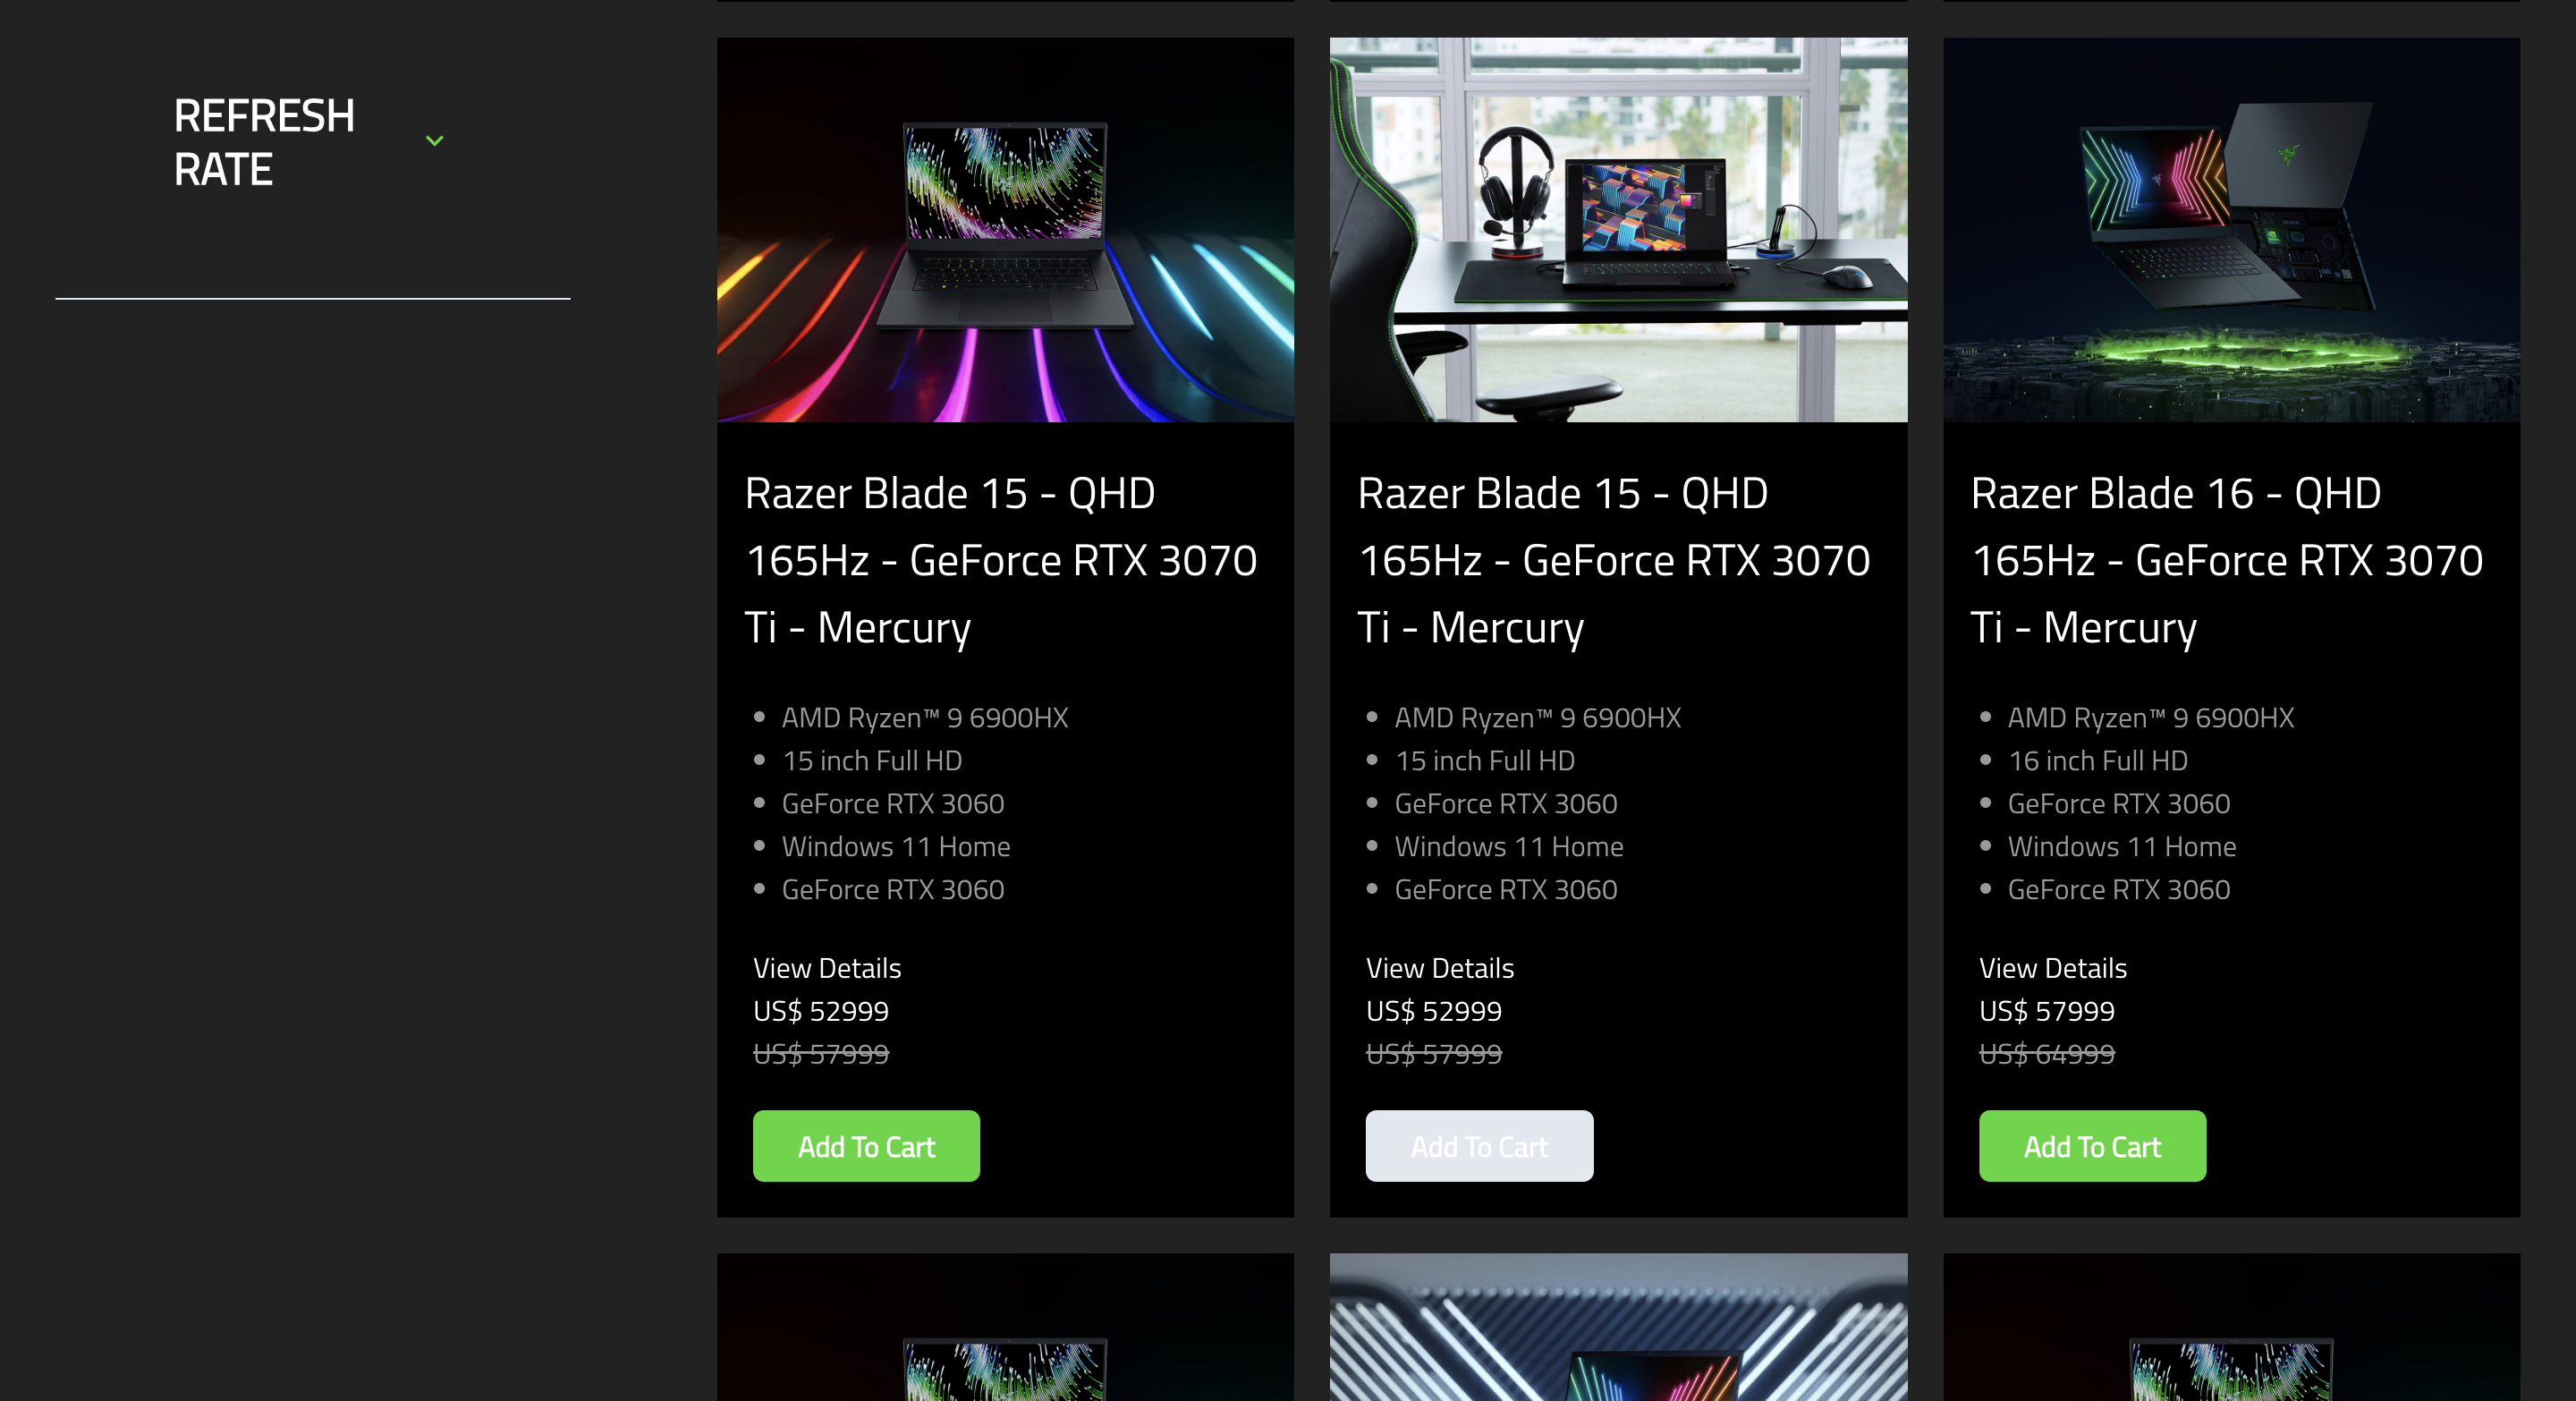 REFRESH
RATE
Razer Blade 15 - QHD
165Hz - GeForce RTX 3070
Ti - Mercury
AMD Ryzen™ 9 6900HX
15 inch Full HD
GeForce RTX 3060
Windows 11 Home
GeForce RTX 3060
View Details
US$ 52999
US$ 57999
Add To Cart
Razer Blade 15 - QHD
165Hz - GeForce RTX 3070
Ti - Mercury
AMD Ryzen™ 9 6900HX
15 inch Full HD
GeForce RTX 3060
Windows 11 Home
GeForce RTX 3060
View Details
US$ 52999
US$ 57999
Add To Cart
Razer Blade 16 - QHD
165Hz - GeForce RTX 3070
Ti - Mercury
AMD Ryzen™ 9 6900HX
16 inch Full HD
GeForce RTX 3060
Windows 11 Home
GeForce RTX 3060
View Details
US$ 57999
US$ 64999
Add To Cart